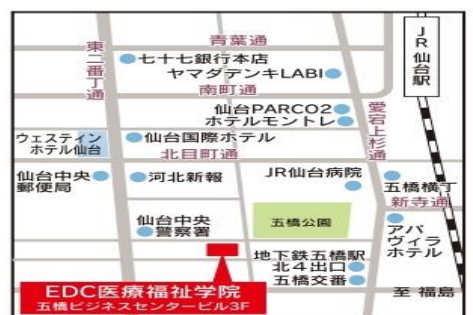 青葉通
JR仙台駅
東二番丁通
七十七銀行本店
ヤマダデンキLABI
南町通
仙台PARCO2
ホテルモントレ
愛宕上杉通
ウェスティン
ホテル仙台
仙台国際ホテル
北目町通
仙台中央
郵便局
河北新報
JR仙台病院
五橋横丁
新寺通
仙台中央
警察署
五橋公園
アパ
ヴィラ
ホテル
地下鉄五橋駅
北4出口
五橋交番
至 福島
EDC医療福祉学院
五橋ビジネスセンタービル3F